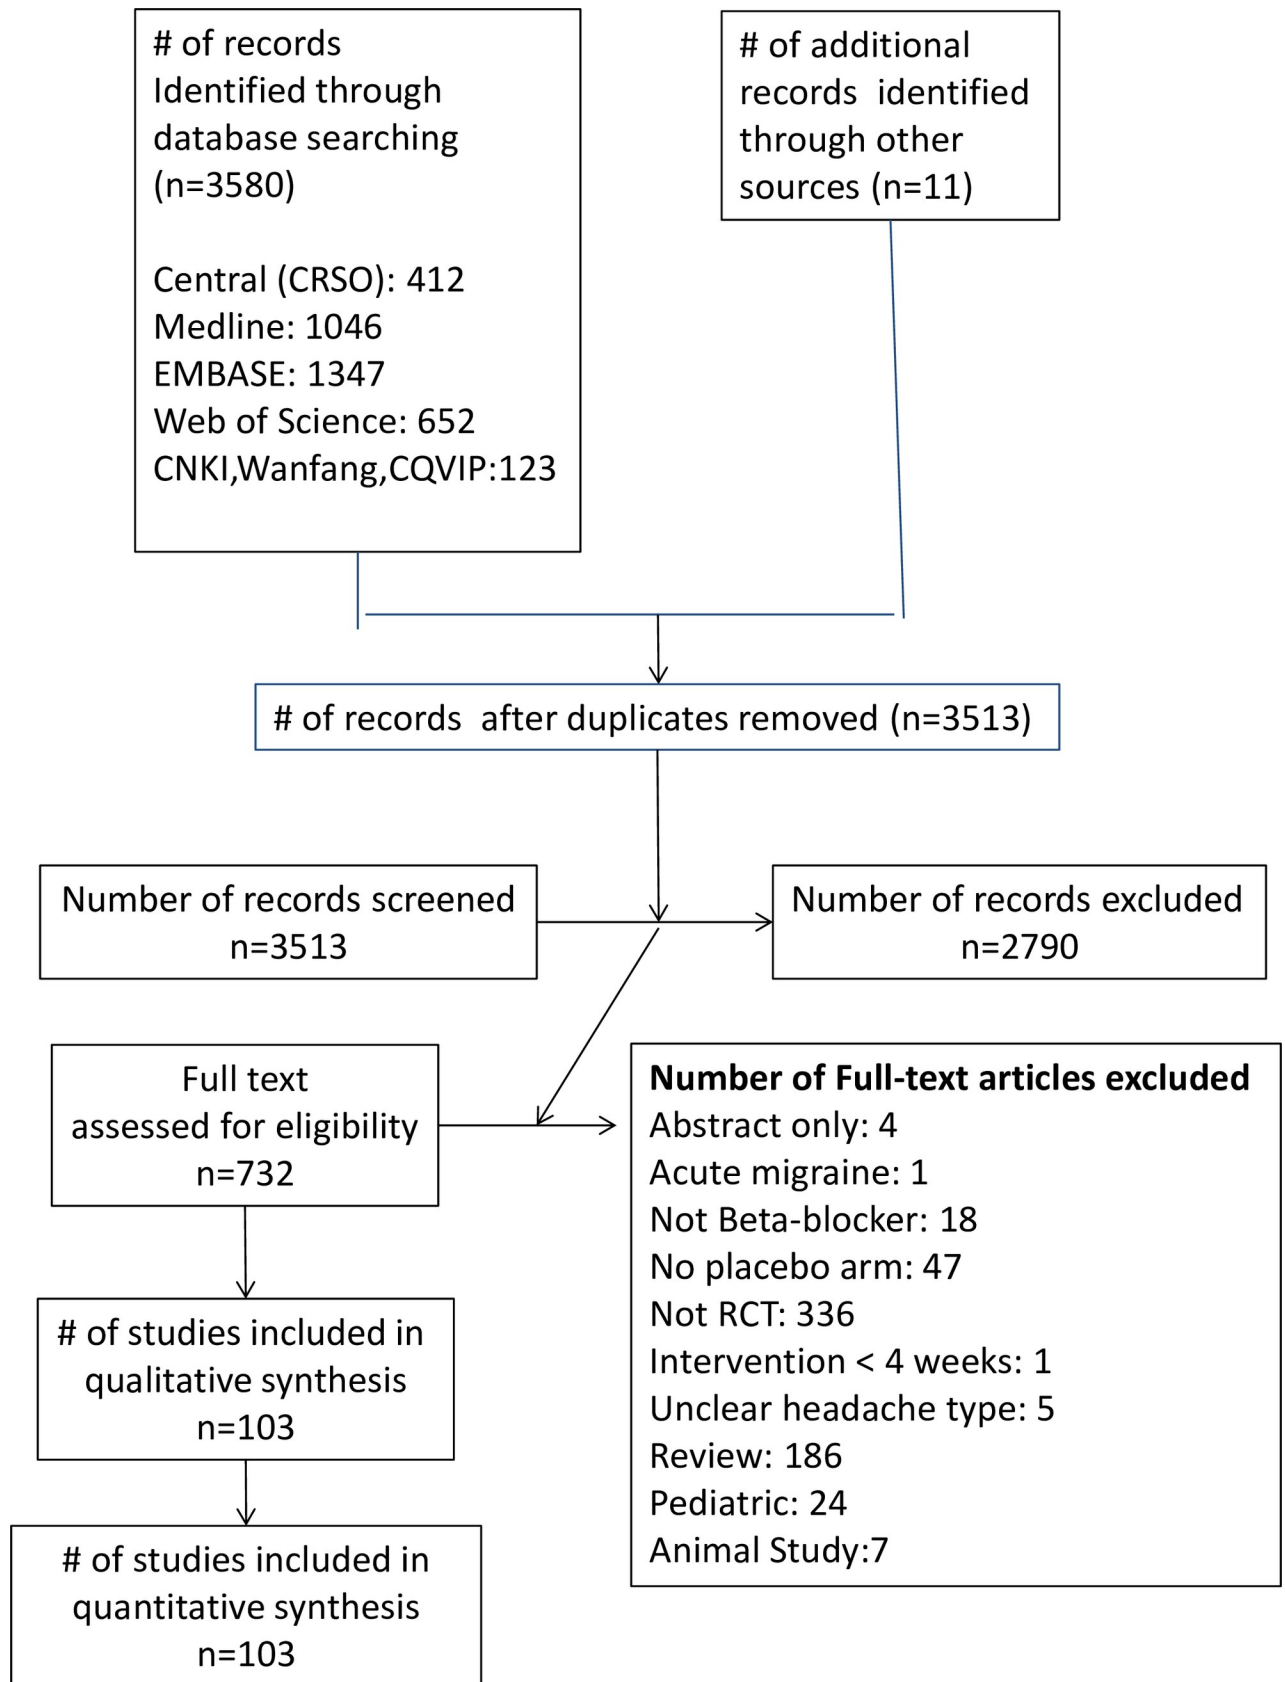 # of records
Identified through
database searching
(n=3580)
Central (CRSO): 412
Medline: 1046
EMBASE: 1347
Web of Science: 652
CNKI,Wanfang,CQVIP:123
# of additional
records identified
through other
sources (n=11)
# of records after duplicates removed (n=3513)
Number of records screened
n=3513
Number of records excluded
n=2790
Full text
assessed for eligibility
n=732
Number of Full-text articles excluded
Abstract only: 4
Acute migraine: 1
Not Beta-blocker: 18
No placebo arm: 47
Not RCT: 336
Intervention < 4 weeks: 1
Unclear headache type: 5
Review: 186
Pediatric: 24
Animal Study:7
# of studies included in
qualitative synthesis
n=103
# of studies included in
quantitative synthesis
n=103